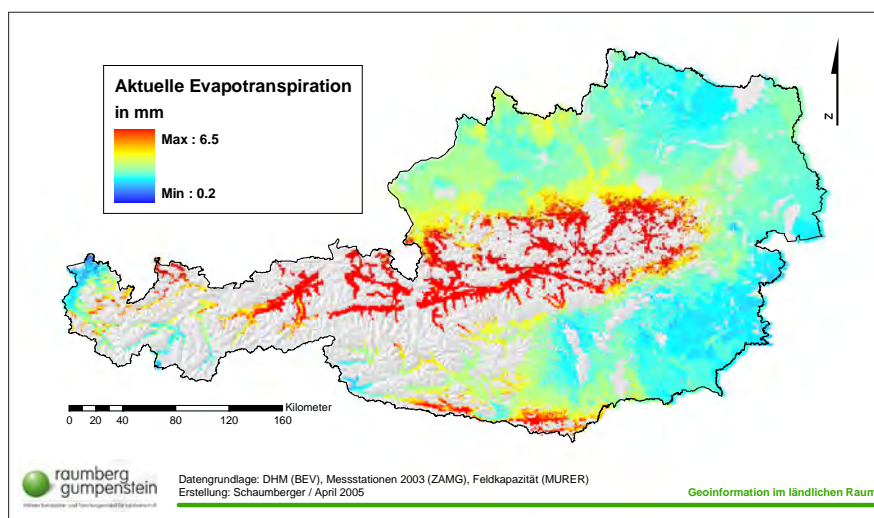 Aktuelle Evapotranspiration
in mm
Max : 6.5
Min : 0.2
N
Kilometer
0 20 40 80 120 160
raumberg
gumpenstein
Datengrundlage: DHM (BEV), Messstationen 2003 (ZAMG), Feldkapazität (MURER)
Erstellung: Schaumberger / April 2005
Geoinformation im ländlichen Raum